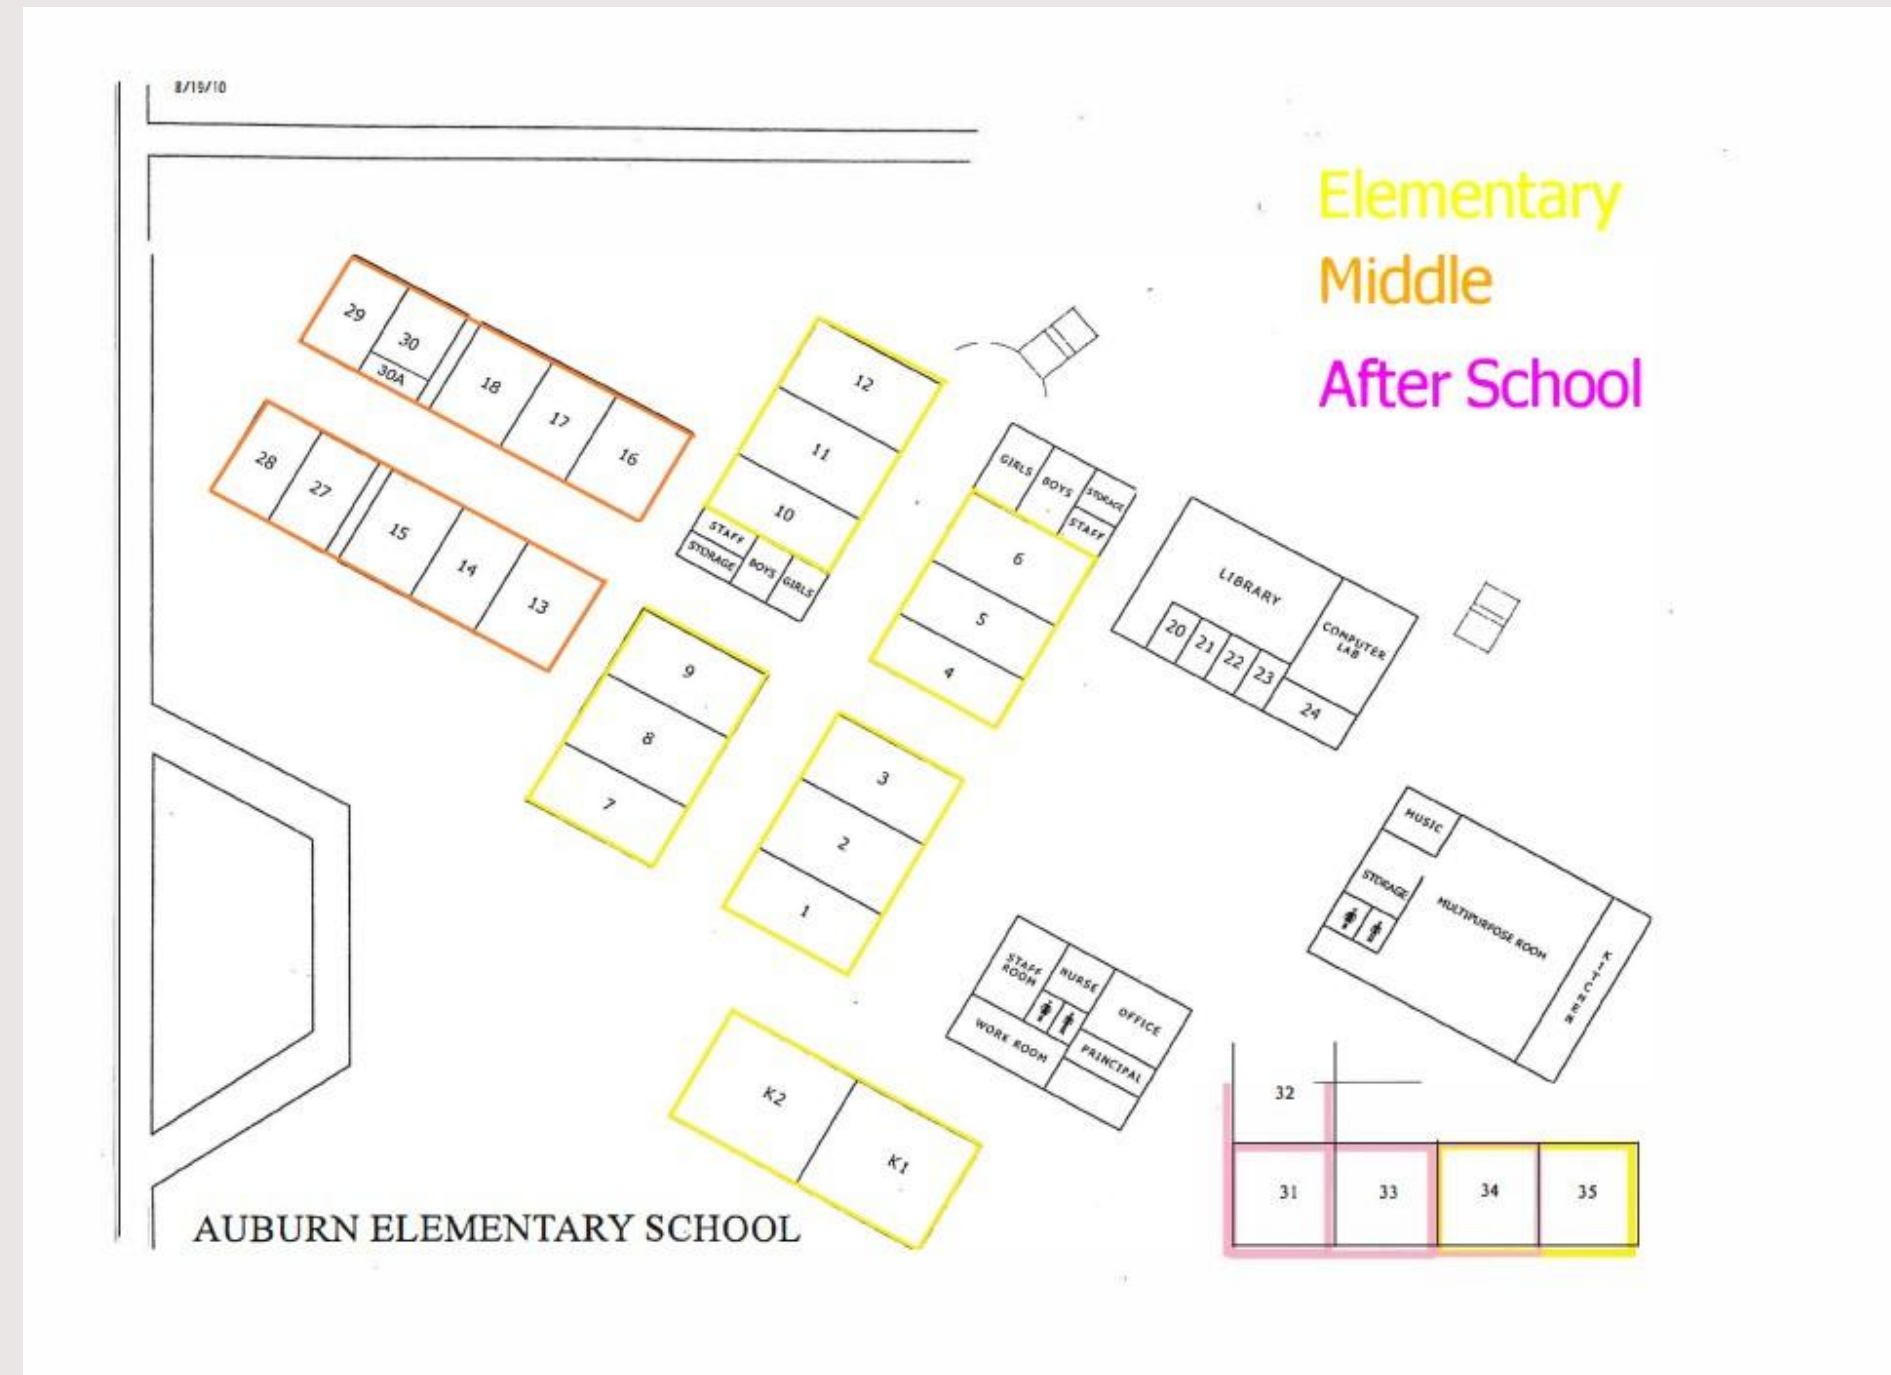 8/19/10
Elementary
Middle
After School
29
30
30A
18
17
16
28
27
15
14
13
12
11
10
STAFF
STORAGE
BOYS
GIRLS
9
8
7
GIRLS
BOYS
STORAGE
STAFF
6
5
4
3
2
1
LIBRARY
20
21
22
23
COMPUTER
LAB
24
MUSIC
STORAGE
MULTIPURPOSE ROOM
KITCHEN
STAFF
ROOM
NURSE
OFFICE
WORK ROOM
PRINCIPAL
K2
K1
32
31
33
34
35
AUBURN ELEMENTARY SCHOOL